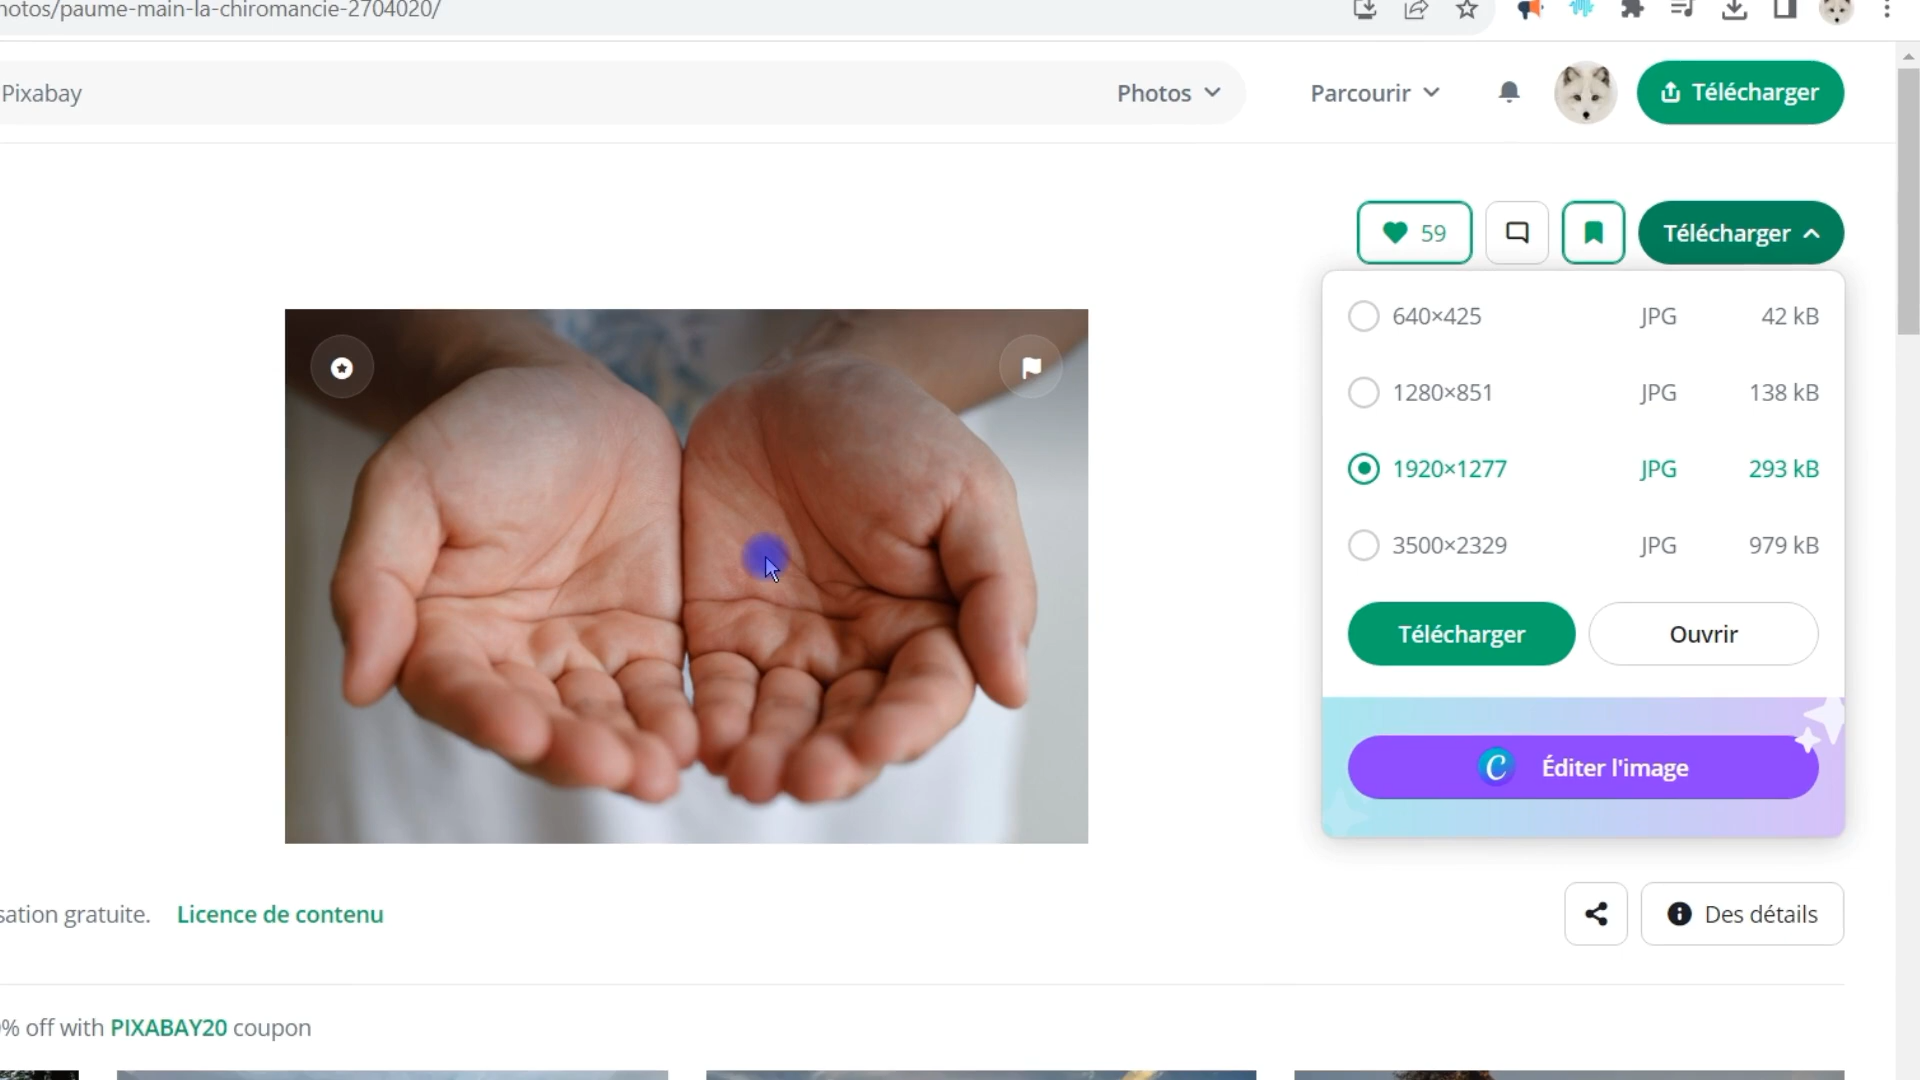 hotos/paume-main-la-chiromancie-2704020/
Pixabay
Photos
Parcourir
Télécharger
59
Télécharger
640×425 JPG 42 kB
1280×851 JPG 138 kB
1920×1277 JPG 293 kB
3500×2329 JPG 979 kB
Télécharger
Ouvrir
Éditer l'image
sation gratuite. Licence de contenu
Des détails
% off with PIXABAY20 coupon